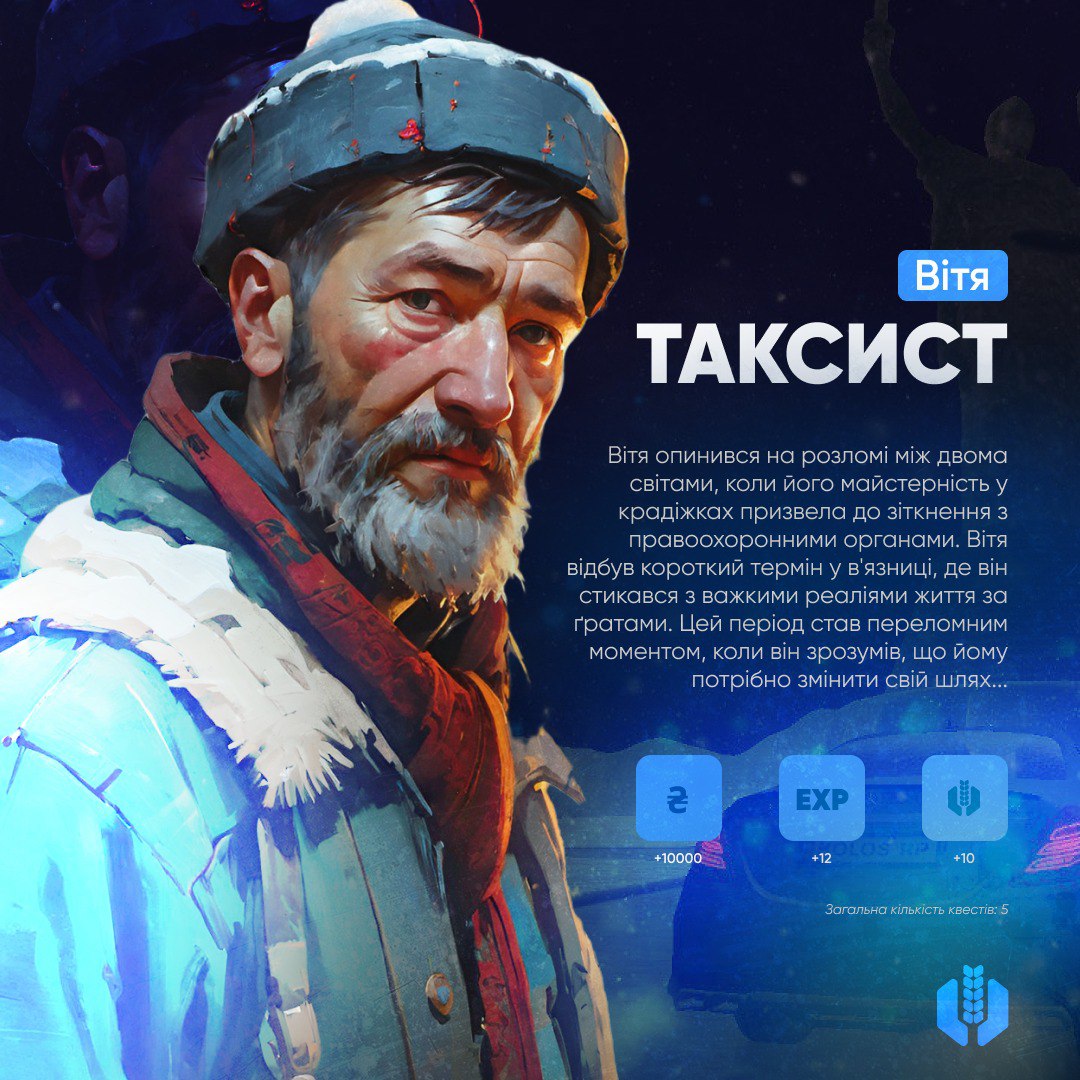 Вітя
ТАКСИСТ
Вітя опинився на розломі між двома
світами, коли його майстерність у
крадіжках призвела до зіткнення з
правоохоронними органами. Вітя
відбув короткий термін у в'язниці, де він
стикався з важкими реаліями життя за
ґратами. Цей період став переломним
моментом, коли він зрозумів, що йому
потрібно змінити свій шлях...
₴
EXP
+10000
+12
+10
Загальна кількість квестів: 5